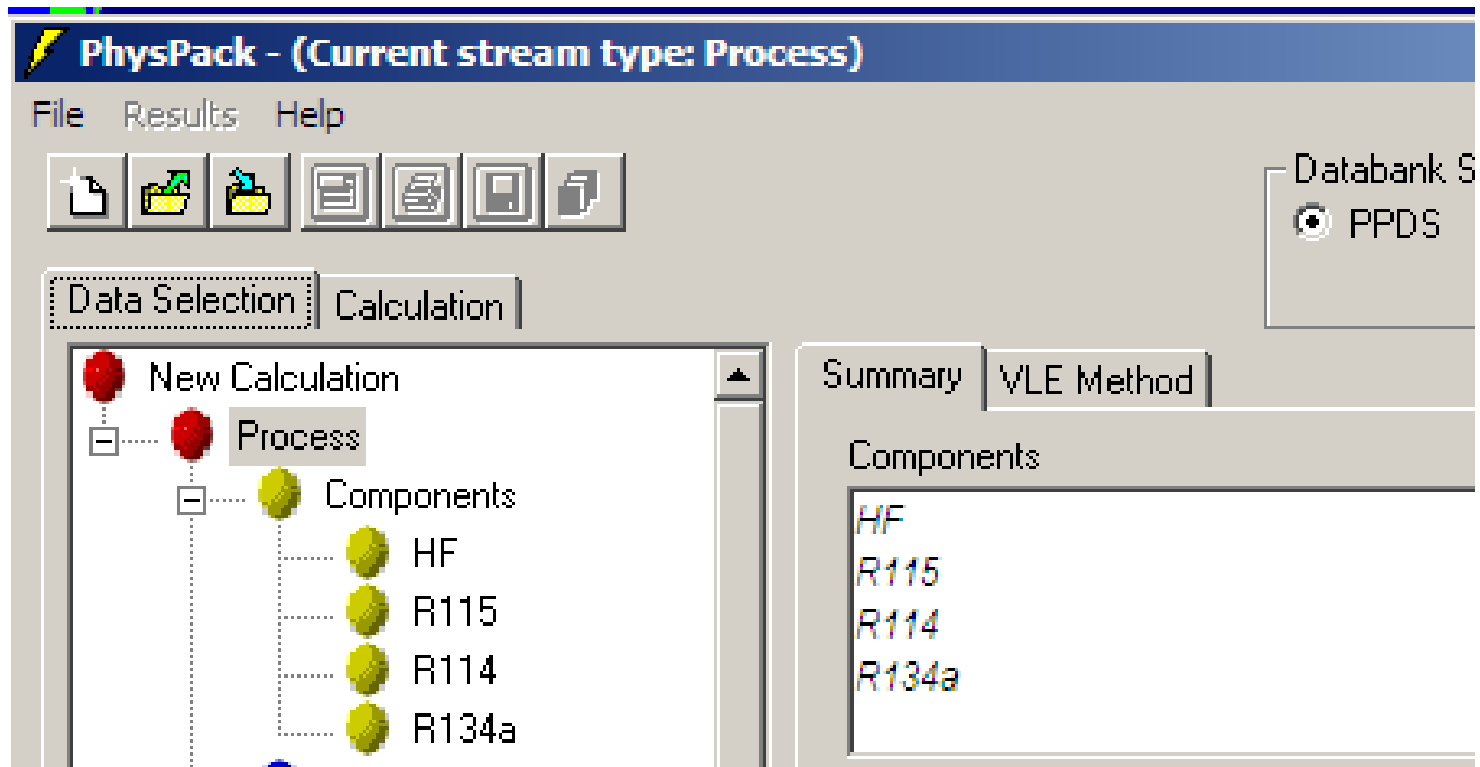 PhysPack - (Current stream type: Process)
File Results Help
Databank S
PPDS
Data Selection Calculation
New Calculation
Process
Components
HF
R115
R114
R134a
Summary VLE Method
Components
HF
R115
R114
R134a